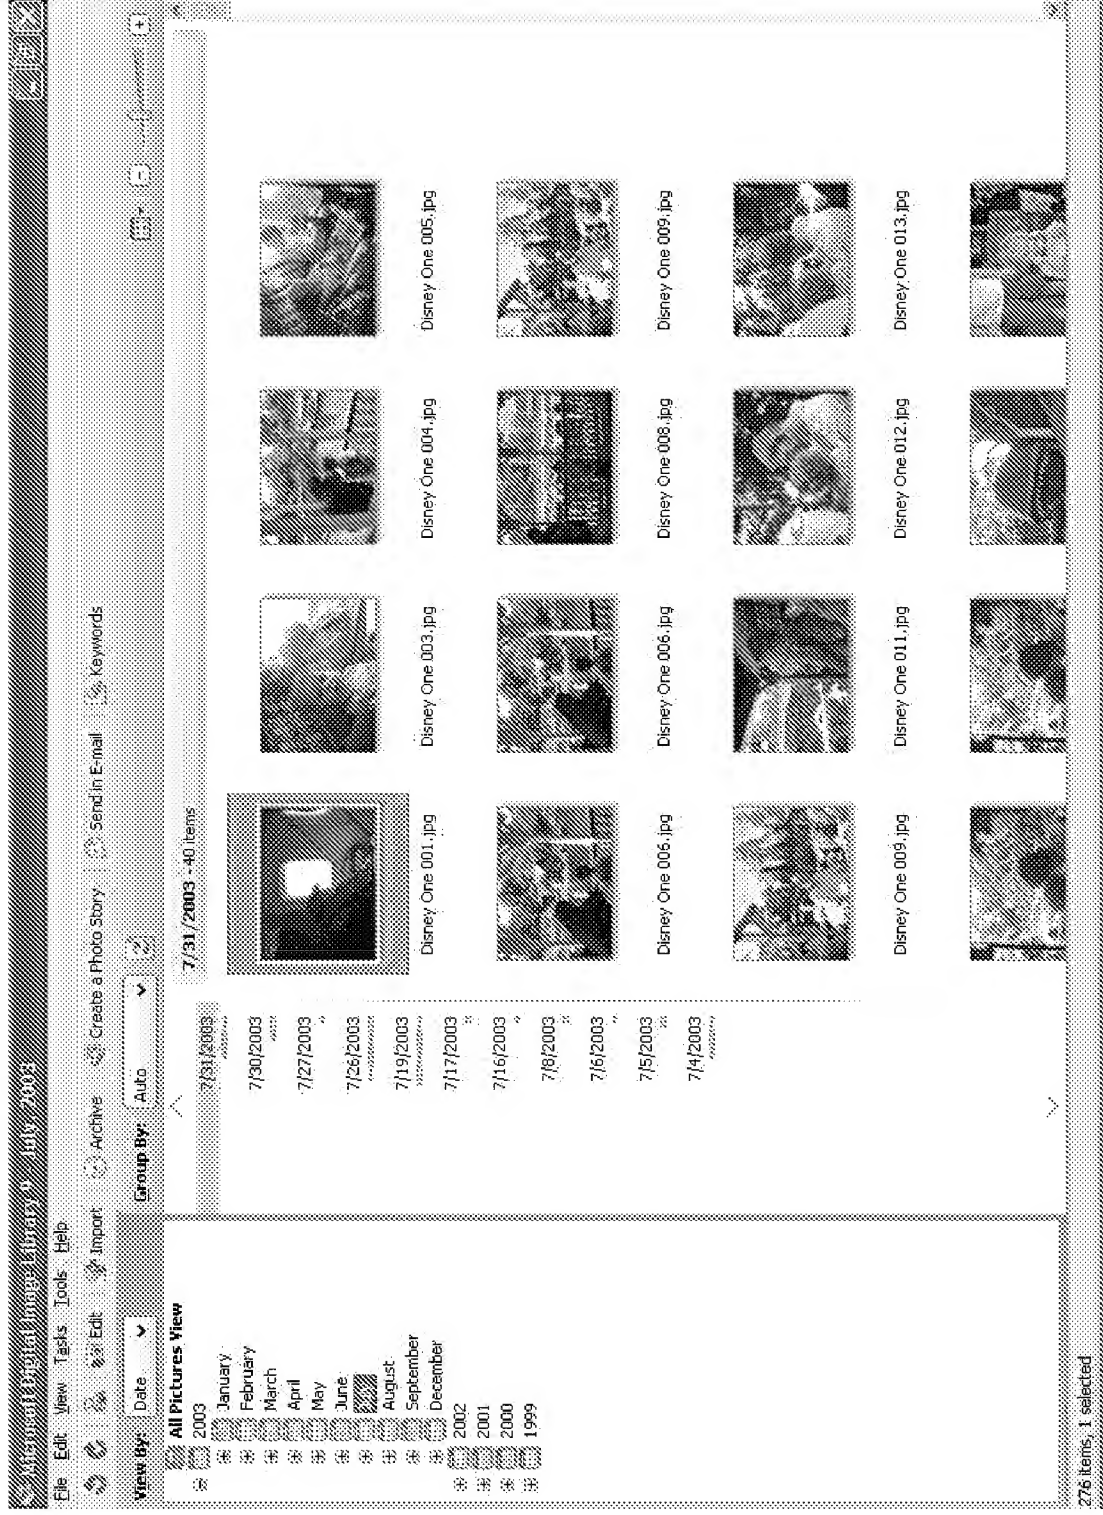 Microsoft Digital Image Library 9 - July, 2003
File Edit View Tasks Tools Help
Edit Import Archive Create a Photo Story Send in E-mail Keywords
View By: Date Group By: Auto
All Pictures View
2003
January
February
March
April
May
June
August
September
December
2002
2001
2000
1999
7/31/2003
7/30/2003
7/27/2003
7/26/2003
7/19/2003
7/17/2003
7/16/2003
7/8/2003
7/6/2003
7/5/2003
7/4/2003
7/31/2003 - 40 items
Disney One 001.jpg Disney One 003.jpg Disney One 004.jpg Disney One 005.jpg
Disney One 006.jpg Disney One 006.jpg Disney One 008.jpg Disney One 009.jpg
Disney One 009.jpg Disney One 011.jpg Disney One 012.jpg Disney One 013.jpg
276 items, 1 selected